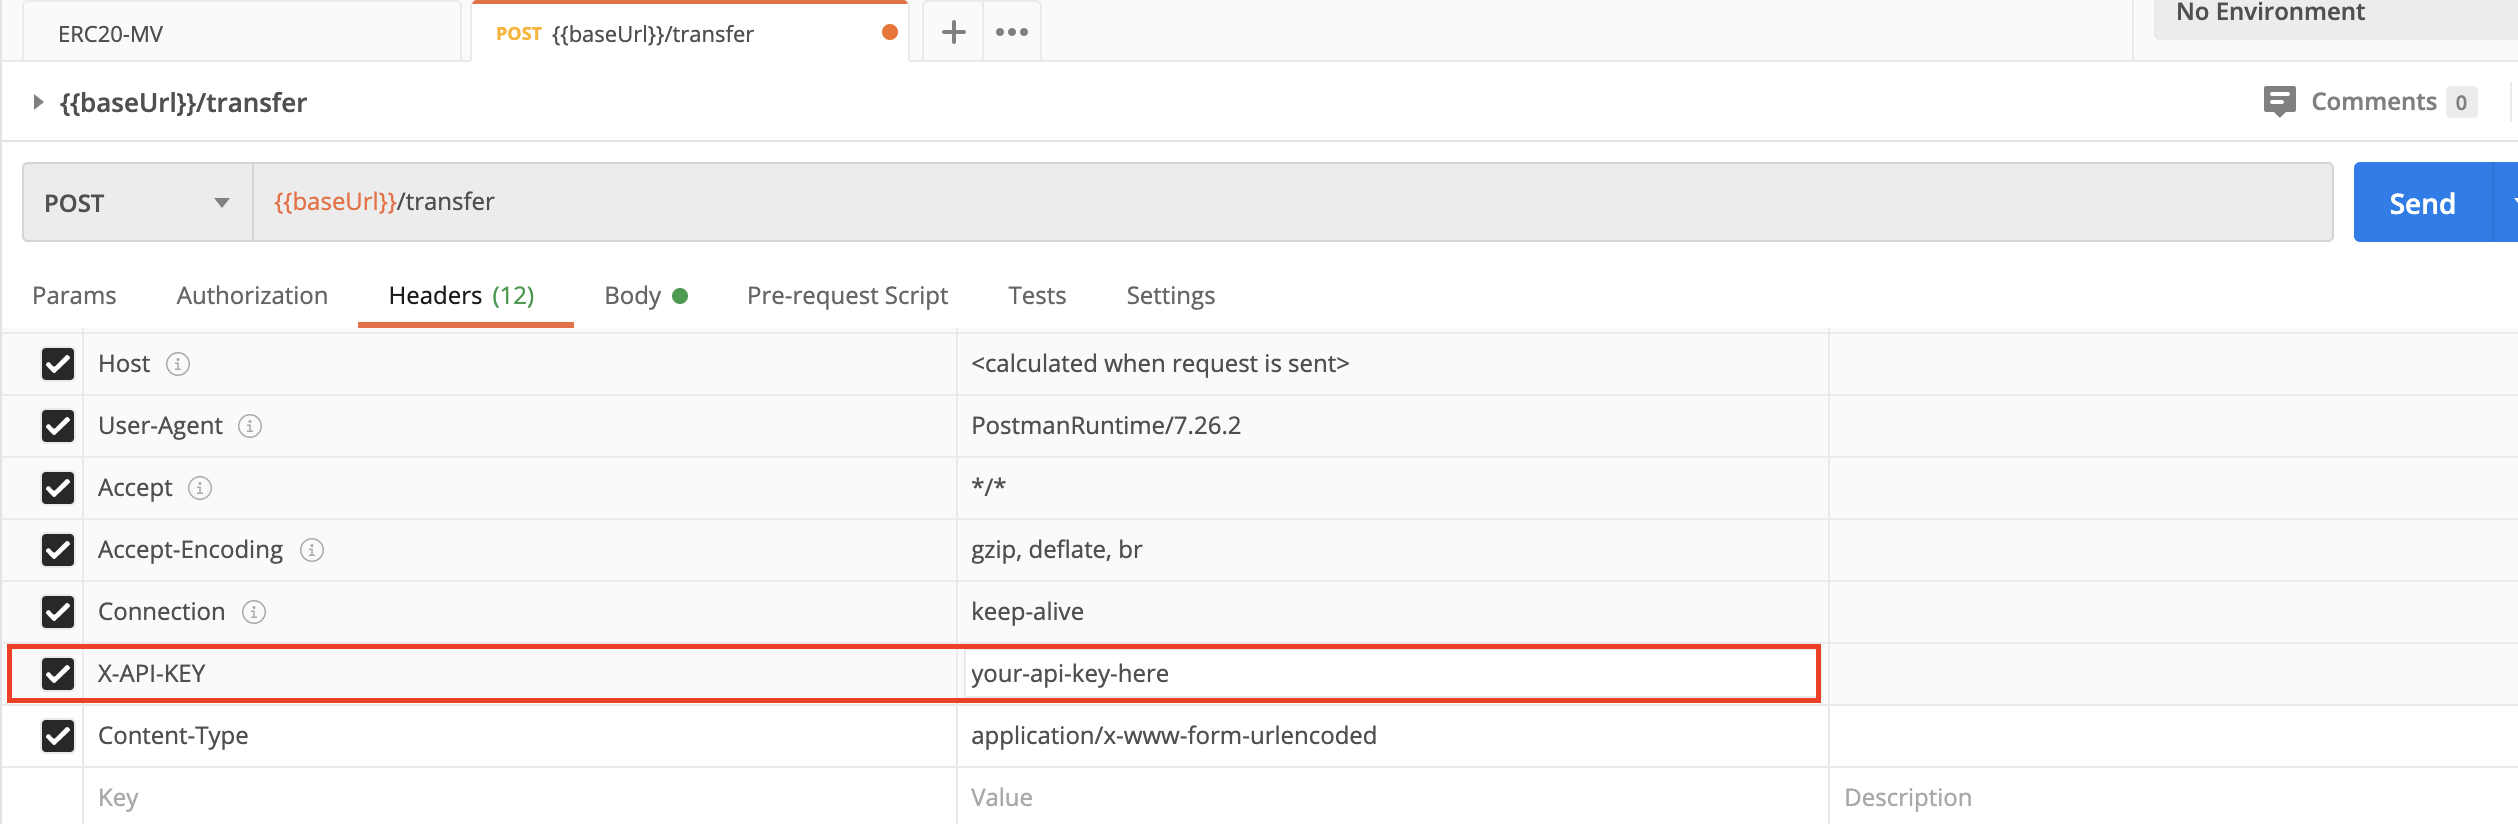 ERC20-MV
POST {{baseUrl}}/transfer
No Environment
{{baseUrl}}/transfer
Comments 0
POST
{{baseUrl}}/transfer
Send
Params Authorization Headers (12) Body Pre-request Script Tests Settings
Host <calculated when request is sent>
User-Agent PostmanRuntime/7.26.2
Accept */*
Accept-Encoding gzip, deflate, br
Connection keep-alive
X-API-KEY your-api-key-here
Content-Type application/x-www-form-urlencoded
Key Value Description